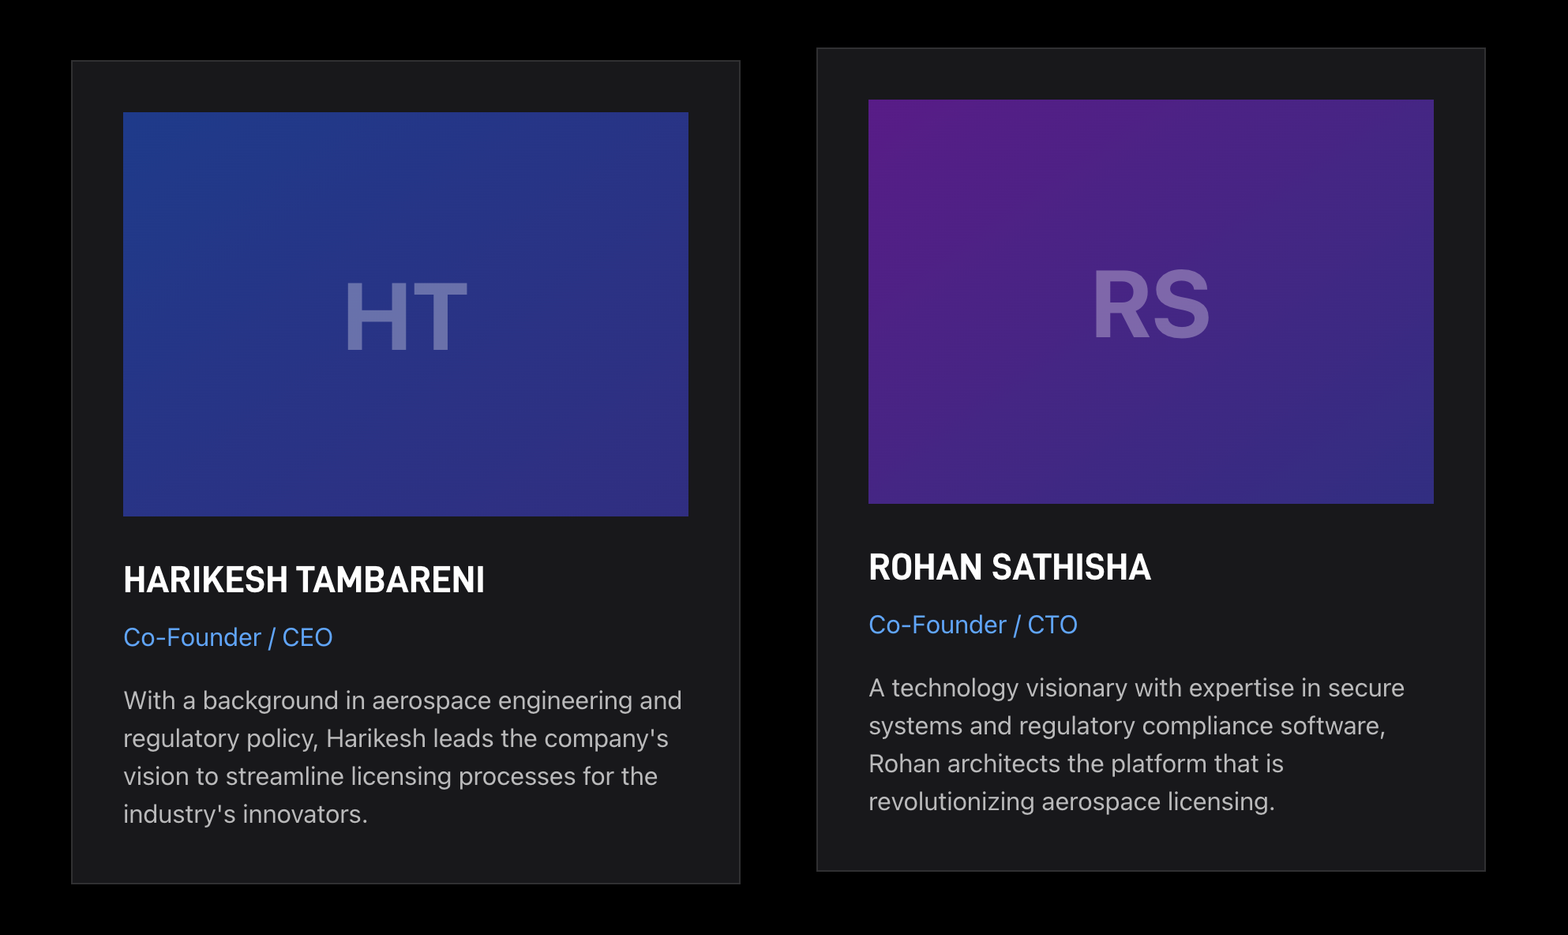 HT
HARIKESH TAMBARENI
Co-Founder / CEO
With a background in aerospace engineering and
regulatory policy, Harikesh leads the company's
vision to streamline licensing processes for the
industry's innovators.
RS
ROHAN SATHISHA
Co-Founder / CTO
A technology visionary with expertise in secure
systems and regulatory compliance software,
Rohan architects the platform that is
revolutionizing aerospace licensing.